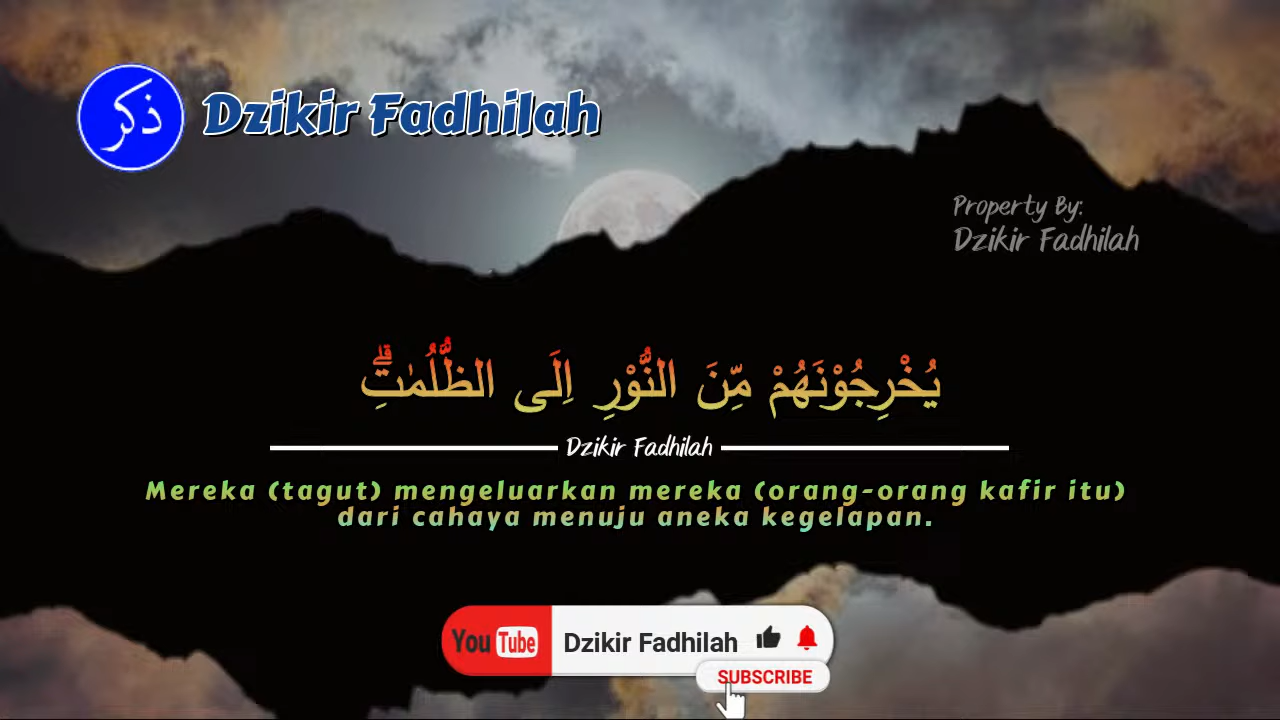 ذكر
Dzikir Fadhilah
Property By:
Dzikir Fadhilah
يُخْرِجُوْنَهُمْ مِّنَ النُّوْرِ اِلَى الظُّلُمٰتِۗ
Dzikir Fadhilah
Mereka (tagut) mengeluarkan mereka (orang-orang kafir itu)
dari cahaya menuju aneka kegelapan.
YouTube Dzikir Fadhilah
SUBSCRIBE